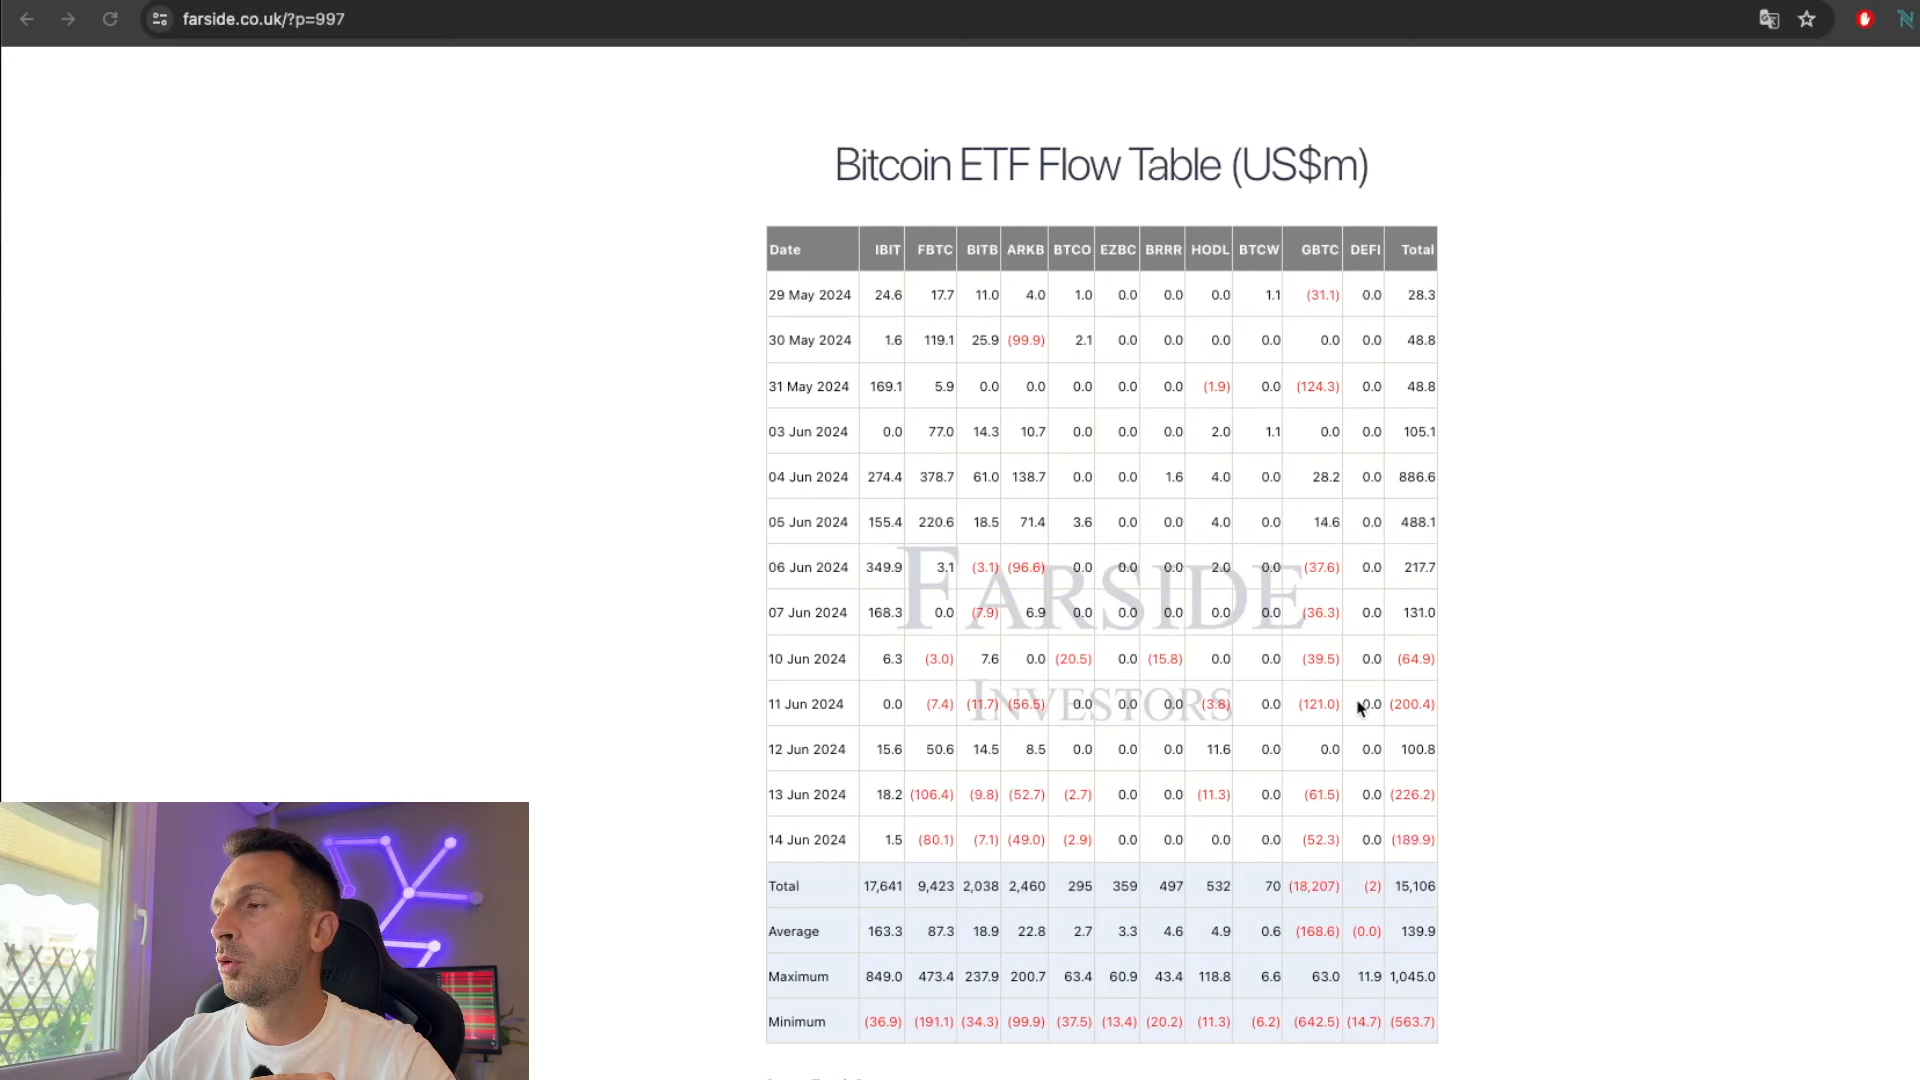 farside.co.uk/?p=997
Bitcoin ETF Flow Table (US$m)
Date IBIT FBTC BITB ARKB BTCO EZBC BRRR HODL BTCW GBTC DEFI Total
29 May 2024 24.6 17.7 11.0 4.0 1.0 0.0 0.0 0.0 1.1 (31.1) 0.0 28.3
30 May 2024 1.6 119.1 25.9 (99.9) 2.1 0.0 0.0 0.0 0.0 0.0 0.0 48.8
31 May 2024 169.1 5.9 0.0 0.0 0.0 0.0 0.0 (1.9) 0.0 (124.3) 0.0 48.8
03 Jun 2024 0.0 77.0 14.3 10.7 0.0 0.0 0.0 2.0 1.1 0.0 0.0 105.1
04 Jun 2024 274.4 378.7 61.0 138.7 0.0 0.0 1.6 4.0 0.0 28.2 0.0 886.6
05 Jun 2024 155.4 220.6 18.5 71.4 3.6 0.0 0.0 4.0 0.0 14.6 0.0 488.1
06 Jun 2024 349.9 3.1 (3.1) (96.6) 0.0 0.0 0.0 2.0 0.0 (37.6) 0.0 217.7
FARSIDE
07 Jun 2024 168.3 0.0 (7.9) 6.9 0.0 0.0 0.0 0.0 0.0 (36.3) 0.0 131.0
10 Jun 2024 6.3 (3.0) 7.6 0.0 (20.5) 0.0 (15.8) 0.0 0.0 (39.5) 0.0 (64.9)
INVESTORS
11 Jun 2024 0.0 (7.4) (11.7) (56.5) 0.0 0.0 0.0 (3.8) 0.0 (121.0) 0.0 (200.4)
12 Jun 2024 15.6 50.6 14.5 8.5 0.0 0.0 0.0 11.6 0.0 0.0 0.0 100.8
13 Jun 2024 18.2 (106.4) (9.8) (52.7) (2.7) 0.0 0.0 (11.3) 0.0 (61.5) 0.0 (226.2)
14 Jun 2024 1.5 (80.1) (7.1) (49.0) (2.9) 0.0 0.0 0.0 0.0 (52.3) 0.0 (189.9)
Total 17,641 9,423 2,038 2,460 295 359 497 532 70 (18,207) (2) 15,106
Average 163.3 87.3 18.9 22.8 2.7 3.3 4.6 4.9 0.6 (168.6) (0.0) 139.9
Maximum 849.0 473.4 237.9 200.7 63.4 60.9 43.4 118.8 6.6 63.0 11.9 1,045.0
Minimum (36.9) (191.1) (34.3) (99.9) (37.5) (13.4) (20.2) (11.3) (6.2) (642.5) (14.7) (563.7)